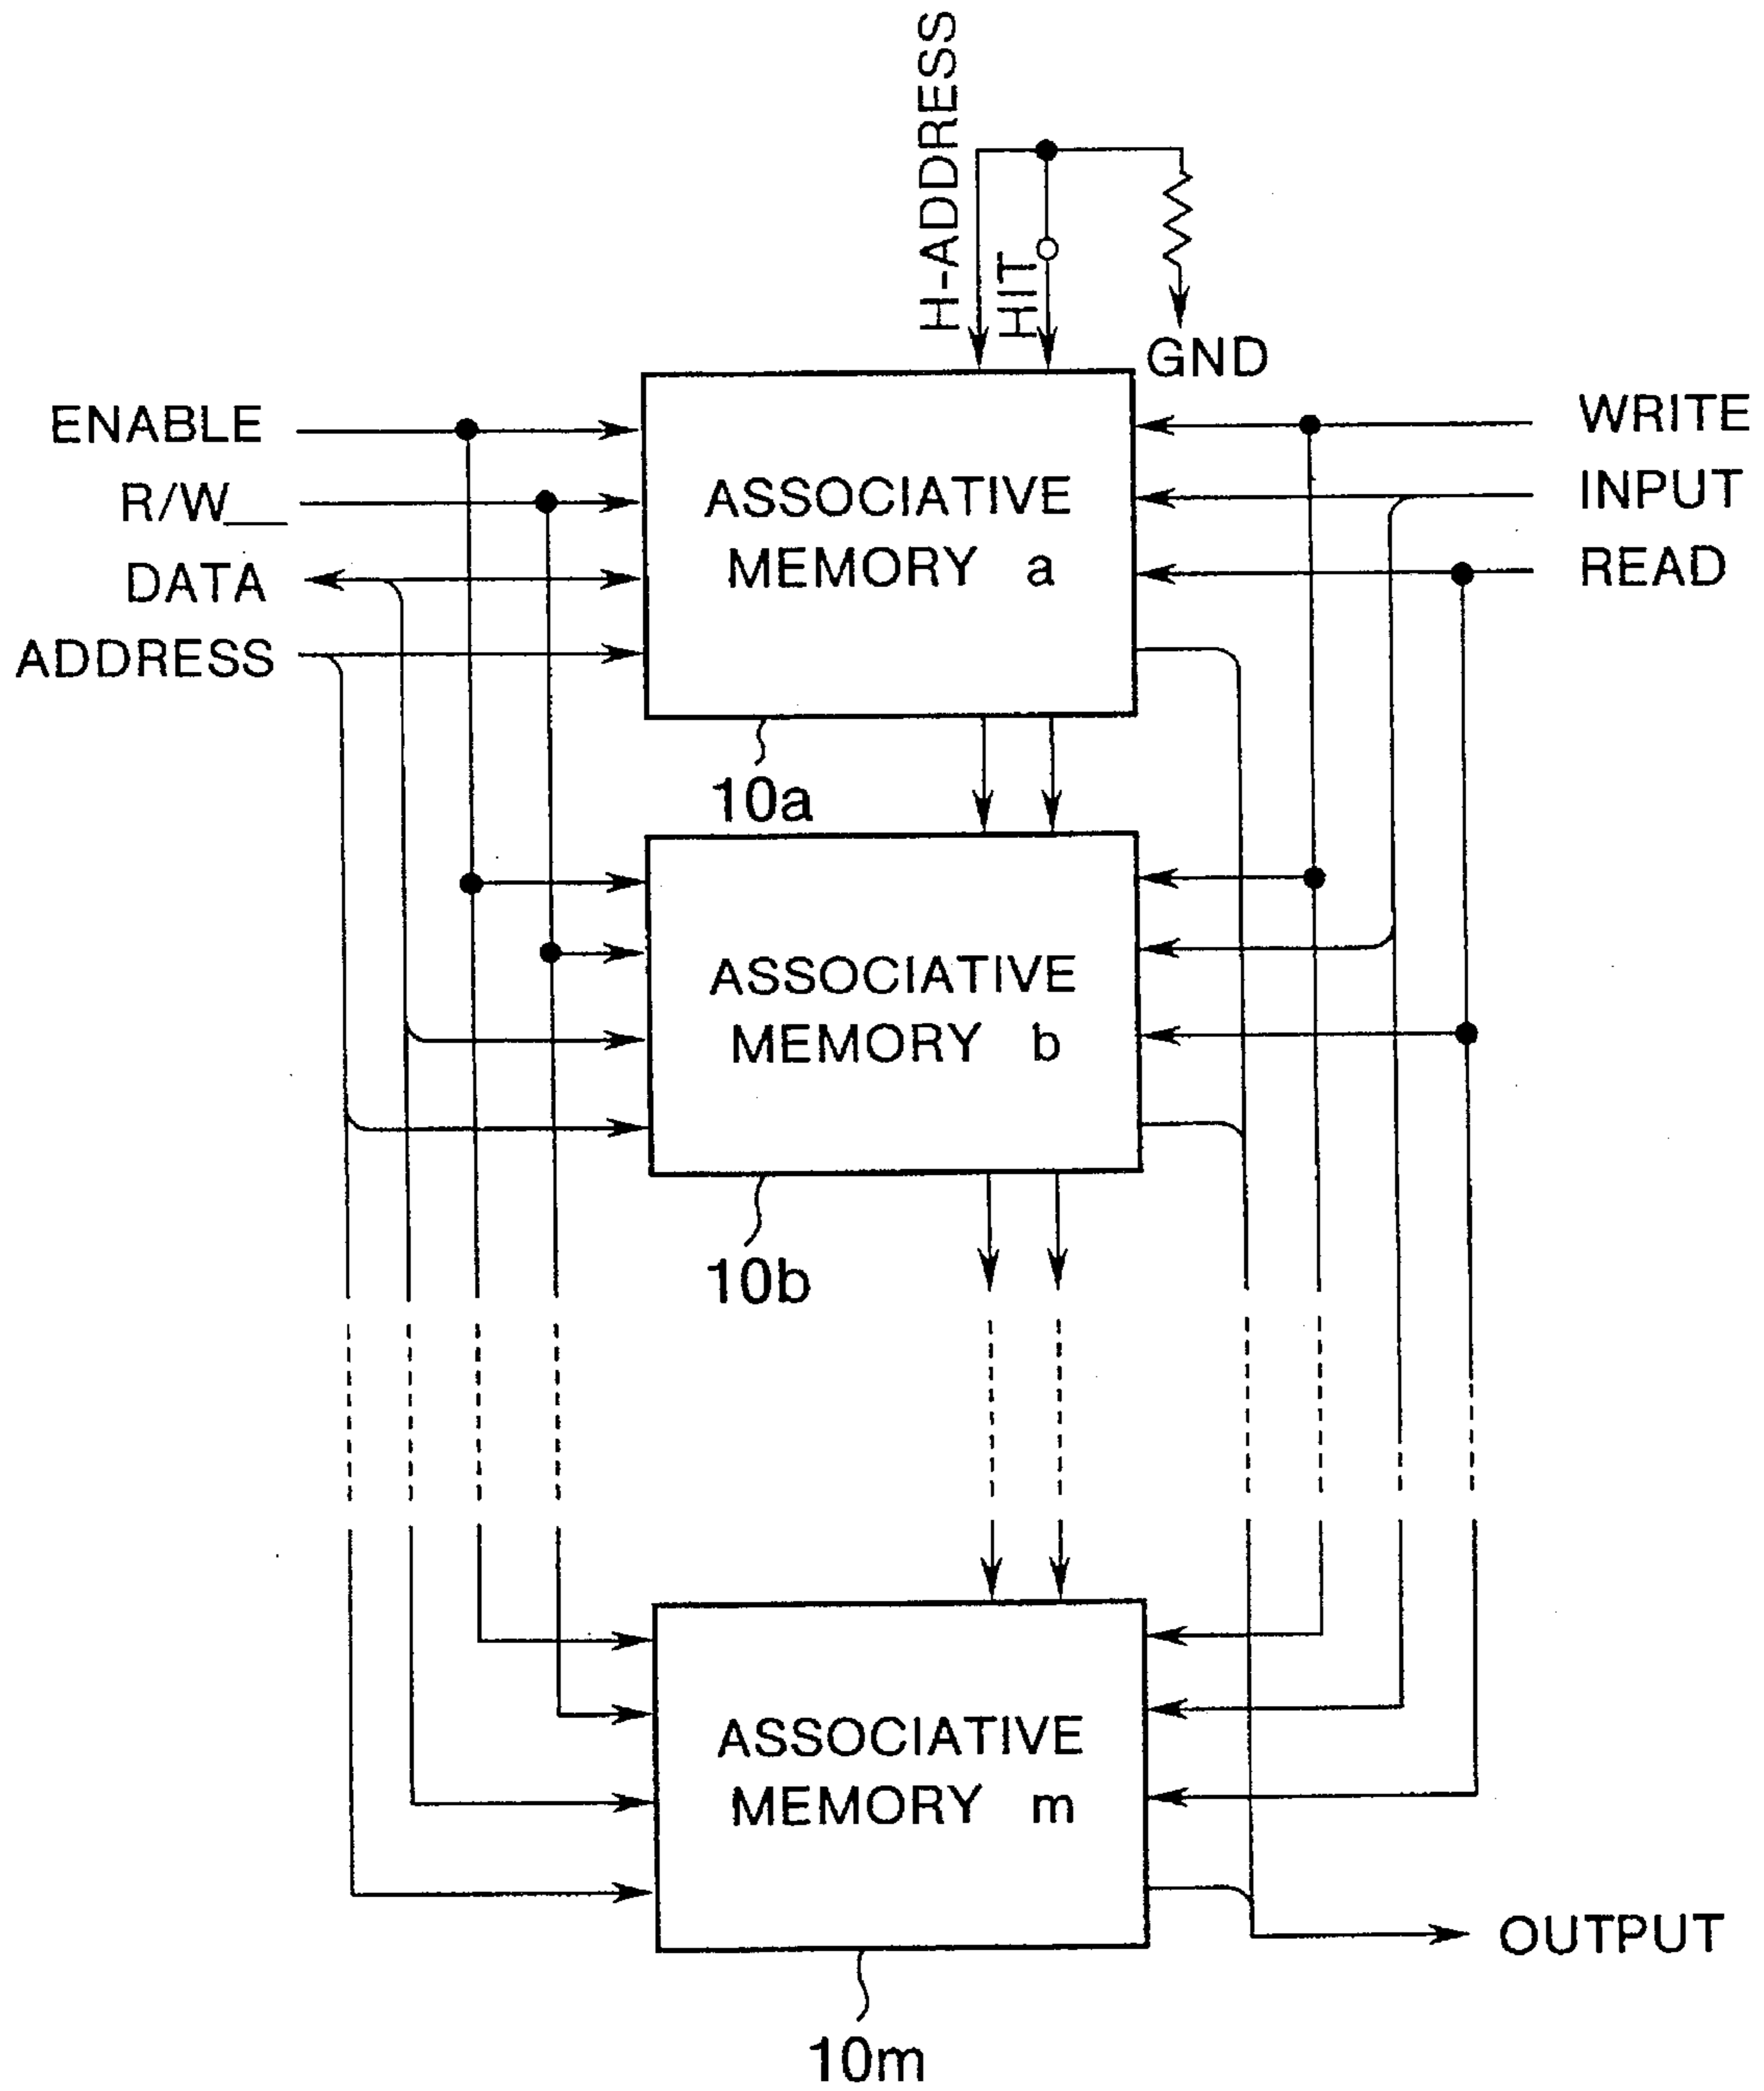 H-ADDRESS
HIT
GND
ENABLE
R/W__
DATA
ADDRESS
WRITE
INPUT
READ
ASSOCIATIVE
MEMORY a
10a
ASSOCIATIVE
MEMORY b
10b
ASSOCIATIVE
MEMORY m
OUTPUT
10m